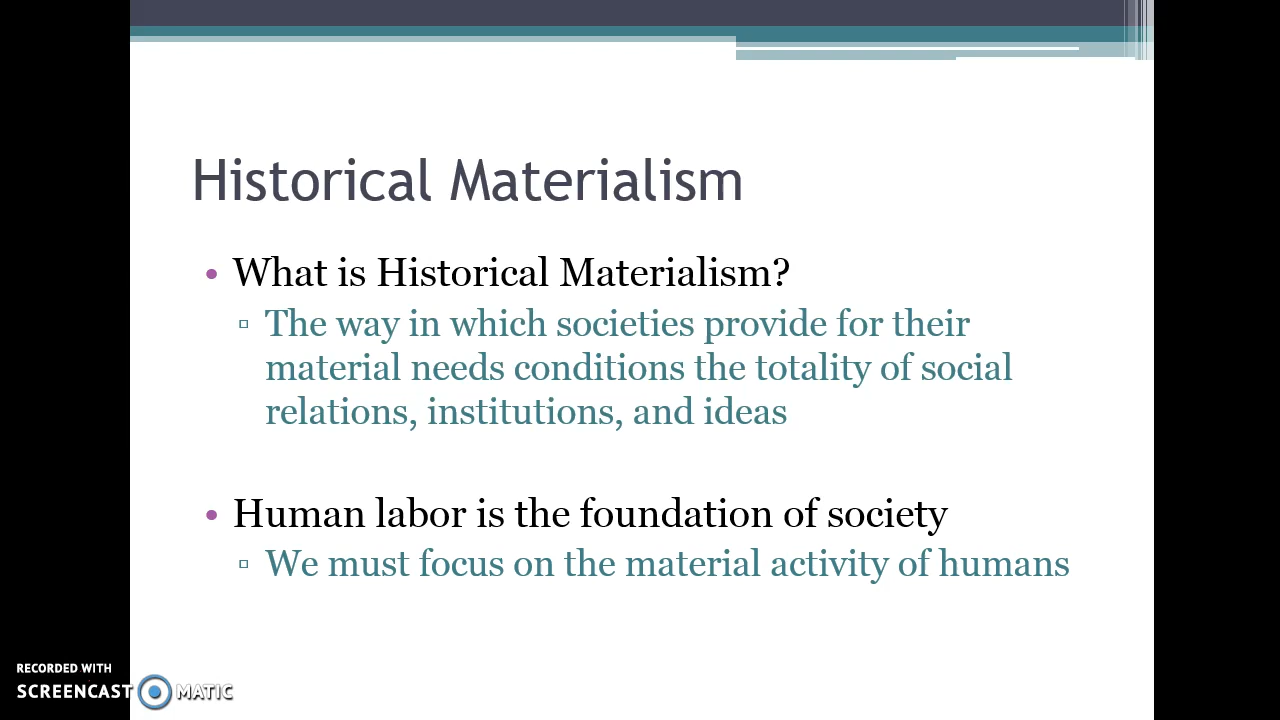 Historical Materialism
• What is Historical Materialism?
▫ The way in which societies provide for their
material needs conditions the totality of social
relations, institutions, and ideas
• Human labor is the foundation of society
▫ We must focus on the material activity of humans
RECORDED WITH
SCREENCAST MATIC